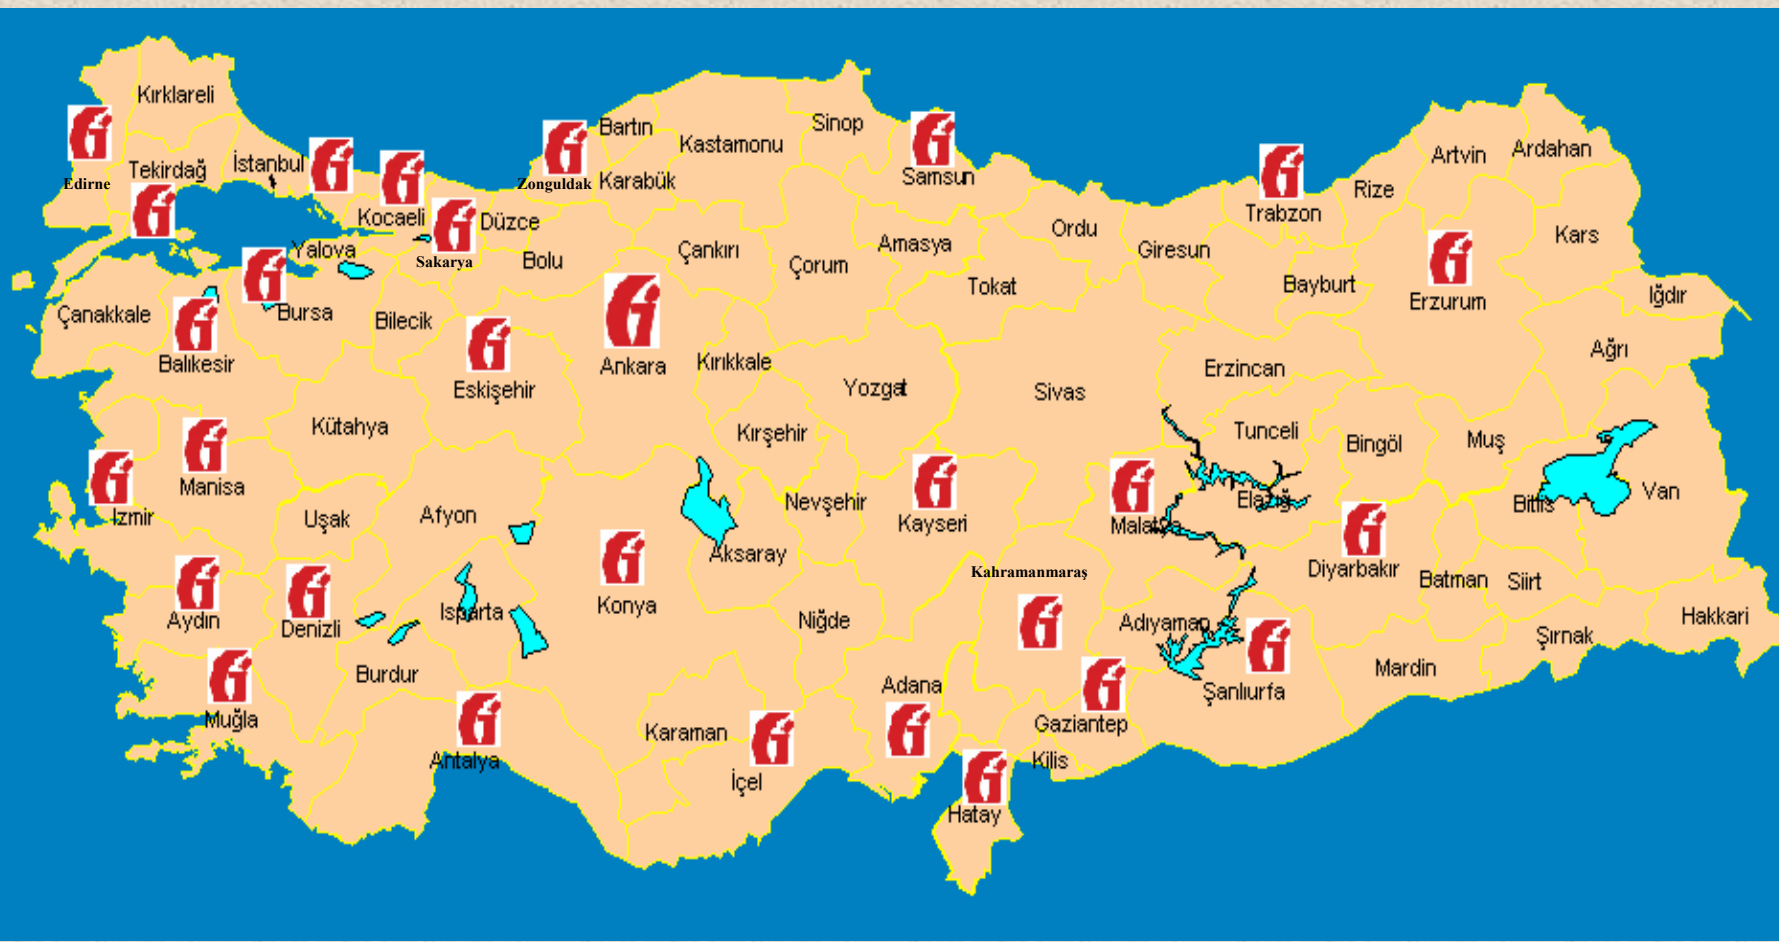 Kırklareli
Edirne
Tekirdağ
İstanbul
Kocaeli
Yalova
Sakarya
Düzce
Bolu
Zonguldak
Bartın
Karabük
Kastamonu
Sinop
Samsun
Çankırı
Çorum
Amasya
Tokat
Ordu
Giresun
Trabzon
Rize
Artvin
Ardahan
Kars
Bayburt
Erzurum
Iğdır
Ağrı
Çanakkale
Balıkesir
Bursa
Bilecik
Eskişehir
Ankara
Kırıkkale
Yozgat
Sivas
Erzincan
Tunceli
Bingöl
Muş
Kütahya
Kırşehir
Manisa
İzmir
Uşak
Afyon
Nevşehir
Kayseri
Malatya
Elazığ
Bitlis
Van
Aksaray
Kahramanmaraş
Diyarbakır
Batman
Siirt
Hakkari
Şırnak
Aydın
Denizli
Isparta
Konya
Niğde
Adıyaman
Şanlıurfa
Mardin
Burdur
Muğla
Antalya
Karaman
İçel
Adana
Gaziantep
Kilis
Hatay